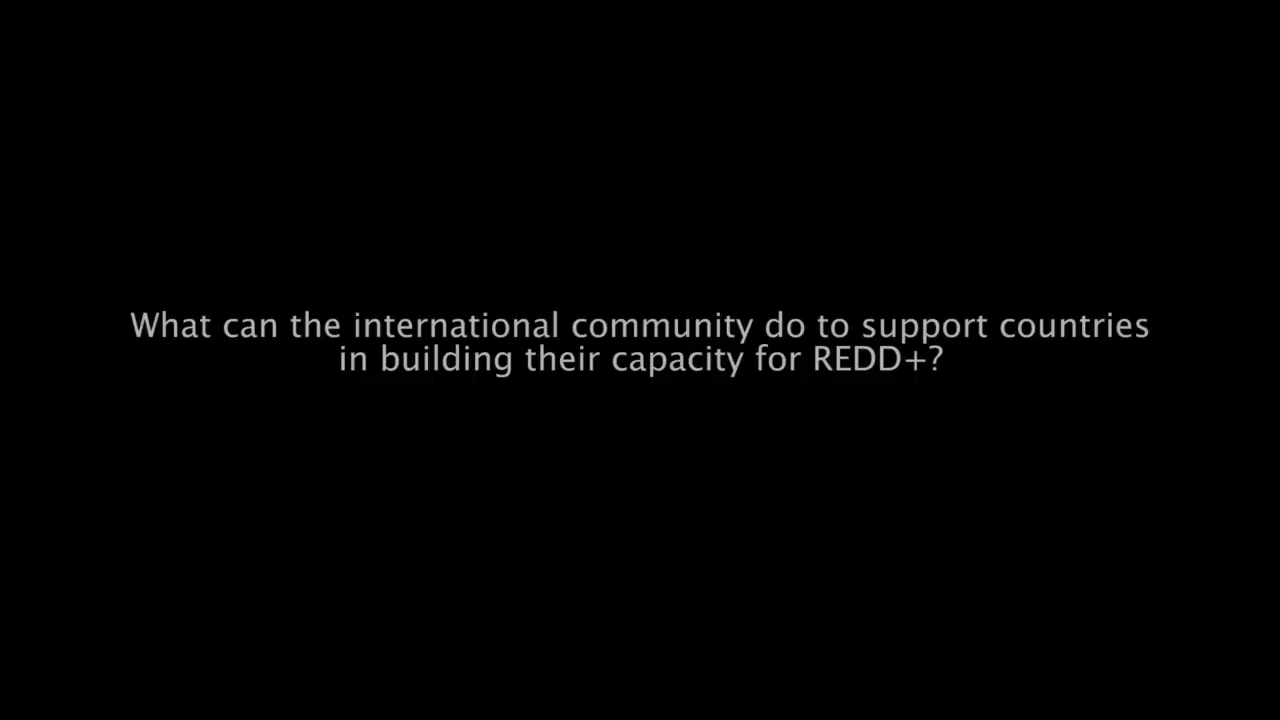 What can the international community do to support countries
in building their capacity for REDD+?